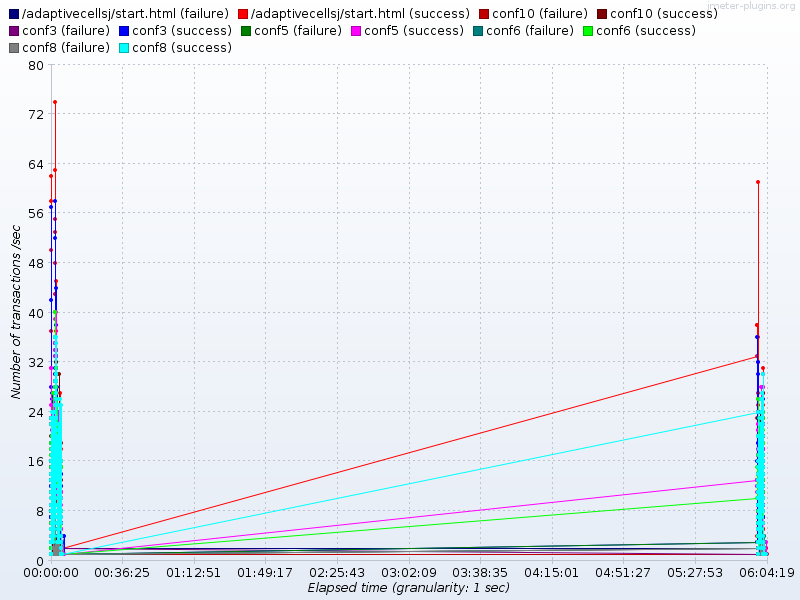 jmeter-plugins.org
/adaptivecellsj/start.html (failure) /adaptivecellsj/start.html (success) conf10 (failure) conf10 (success)
conf3 (failure) conf3 (success) conf5 (failure) conf5 (success) conf6 (failure) conf6 (success)
conf8 (failure) conf8 (success)
80
72
64
56
48
40
32
24
16
8
0
Number of transactions /sec
00:00:00 00:36:25 01:12:51 01:49:17 02:25:43 03:02:09 03:38:35 04:15:01 04:51:27 05:27:53 06:04:19
Elapsed time (granularity: 1 sec)